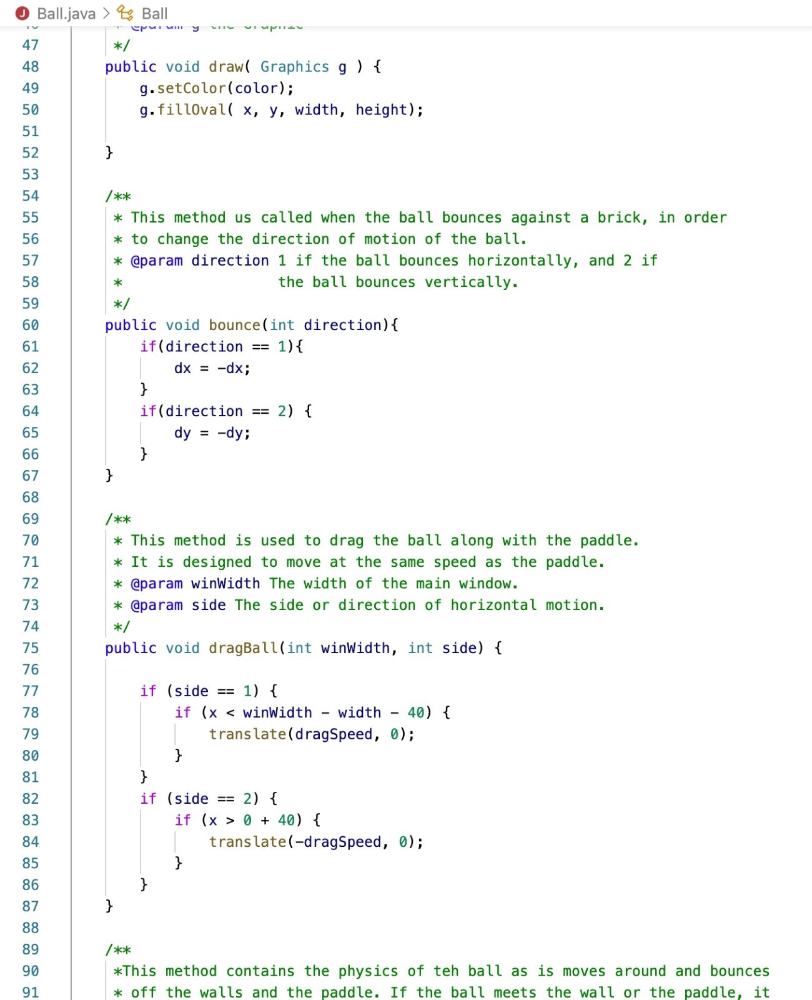 Ball.java > Ball
46 * @param g the Graphic
47 */
48 public void draw( Graphics g ) {
49 g.setColor(color);
50 g.fillOval( x, y, width, height);
51
52 }
53
54 /**
55 * This method us called when the ball bounces against a brick, in order
56 * to change the direction of motion of the ball.
57 * @param direction 1 if the ball bounces horizontally, and 2 if
58 * the ball bounces vertically.
59 */
60 public void bounce(int direction){
61 if(direction == 1){
62 dx = -dx;
63 }
64 if(direction == 2) {
65 dy = -dy;
66 }
67 }
68
69 /**
70 * This method is used to drag the ball along with the paddle.
71 * It is designed to move at the same speed as the paddle.
72 * @param winWidth The width of the main window.
73 * @param side The side or direction of horizontal motion.
74 */
75 public void dragBall(int winWidth, int side) {
76
77 if (side == 1) {
78 if (x < winWidth - width - 40) {
79 translate(dragSpeed, 0);
80 }
81 }
82 if (side == 2) {
83 if (x > 0 + 40) {
84 translate(-dragSpeed, 0);
85 }
86 }
87 }
88
89 /**
90 *This method contains the physics of teh ball as is moves around and bounces
91 * off the walls and the paddle. If the ball meets the wall or the paddle, it